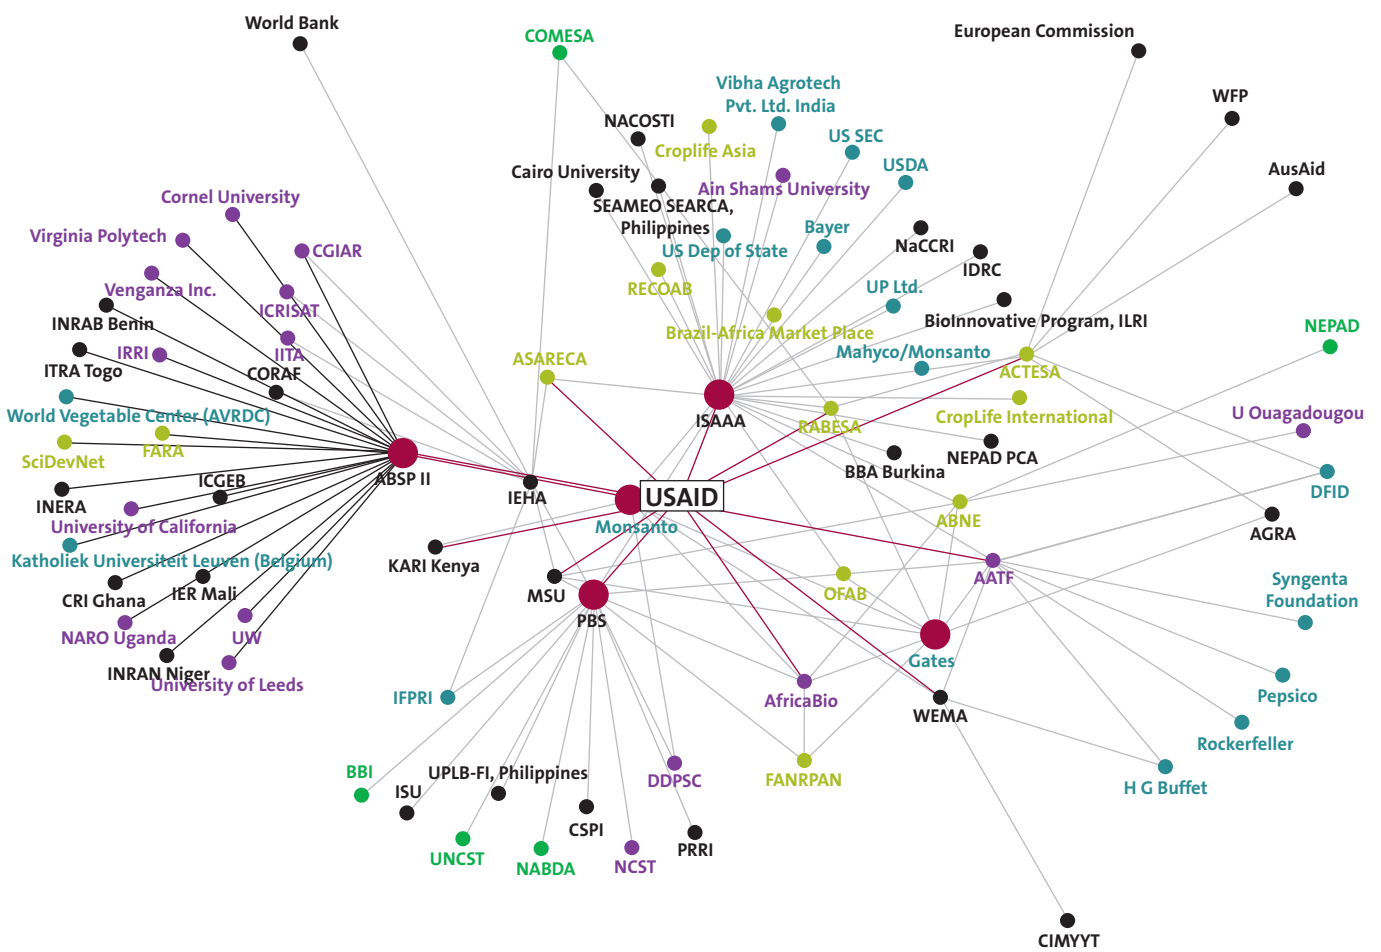 World Bank
COMESA
European Commission
Vibha Agrotech
Pvt. Ltd. India
WFP
NACOSTI
US SEC
Croplife Asia
USDA
AusAid
Cairo University
Ain Shams University
Cornel University
SEAMEO SEARCA,
Philippines
Bayer
Virginia Polytech
CGIAR
US Dep of State
NaCCRI
IDRC
Venganza Inc.
RECOAB
UP Ltd.
ICRISAT
INRAB Benin
BioInnovative Program, ILRI
NEPAD
Brazil-Africa Market Place
IRRI
IITA
Mahyco/Monsanto
ASARECA
ITRA Togo
CORAF
ACTESA
World Vegetable Center (AVRDC)
CropLife International
U Ouagadougou
ISAAA
RABESA
FARA
SciDevNet
NEPAD PCA
BBA Burkina
ABSP II
ICGEB
DFID
IEHA
USAID
INERA
University of California
Monsanto
ABNE
AGRA
Katholiek Universiteit Leuven (Belgium)
KARI Kenya
AATF
Syngenta
Foundation
CRI Ghana
IER Mali
MSU
OFAB
PBS
NARO Uganda
UW
Gates
INRAN Niger
University of Leeds
IFPRI
AfricaBio
Pepsico
WEMA
Rockerfeller
BBI
UPLB-FI, Philippines
DDPSC
FANRPAN
H G Buffet
ISU
CSPI
PRRI
UNCST
NABDA
NCST
CIMYYT